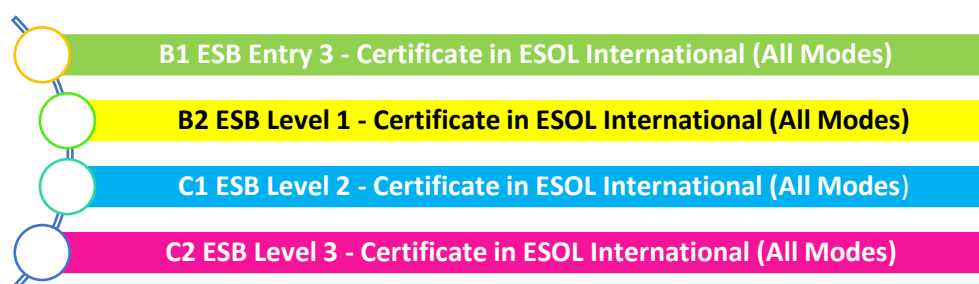 B1 ESB Entry 3 - Certificate in ESOL International (All Modes)
B2 ESB Level 1 - Certificate in ESOL International (All Modes)
C1 ESB Level 2 - Certificate in ESOL International (All Modes)
C2 ESB Level 3 - Certificate in ESOL International (All Modes)